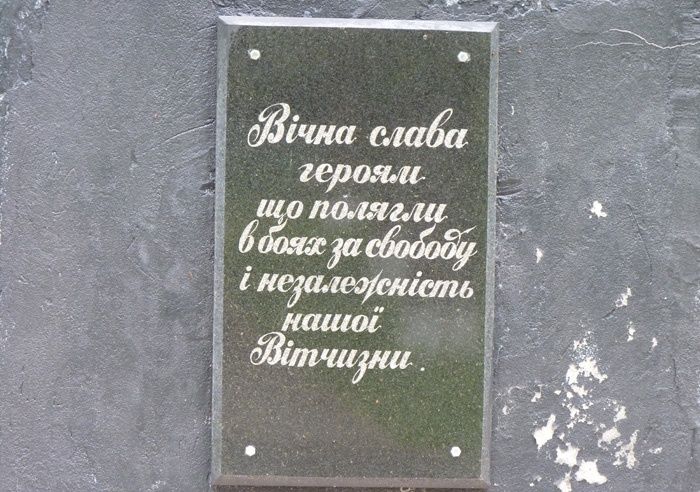 Вічна слава
героям
що полягли
в боях за свободу
і незалежність
нашої
Вітчизни.